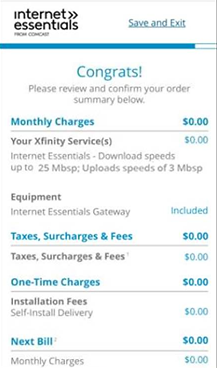 internet
essentials
FROM COMCAST
Save and Exit
Congrats!
Please review and confirm your order
summary below.
Monthly Charges $0.00
Your Xfinity Service(s) $0.00
Internet Essentials - Download speeds
up to 25 Mbsp; Uploads speeds of 3 Mbsp
Equipment
Internet Essentials Gateway Included
Taxes, Surcharges & Fees $0.00
Taxes, Surcharges & Fees¹ $0.00
One-Time Charges $0.00
Installation Fees
Self-Install Delivery $0.00
Next Bill² $0.00
Monthly Charges $0.00